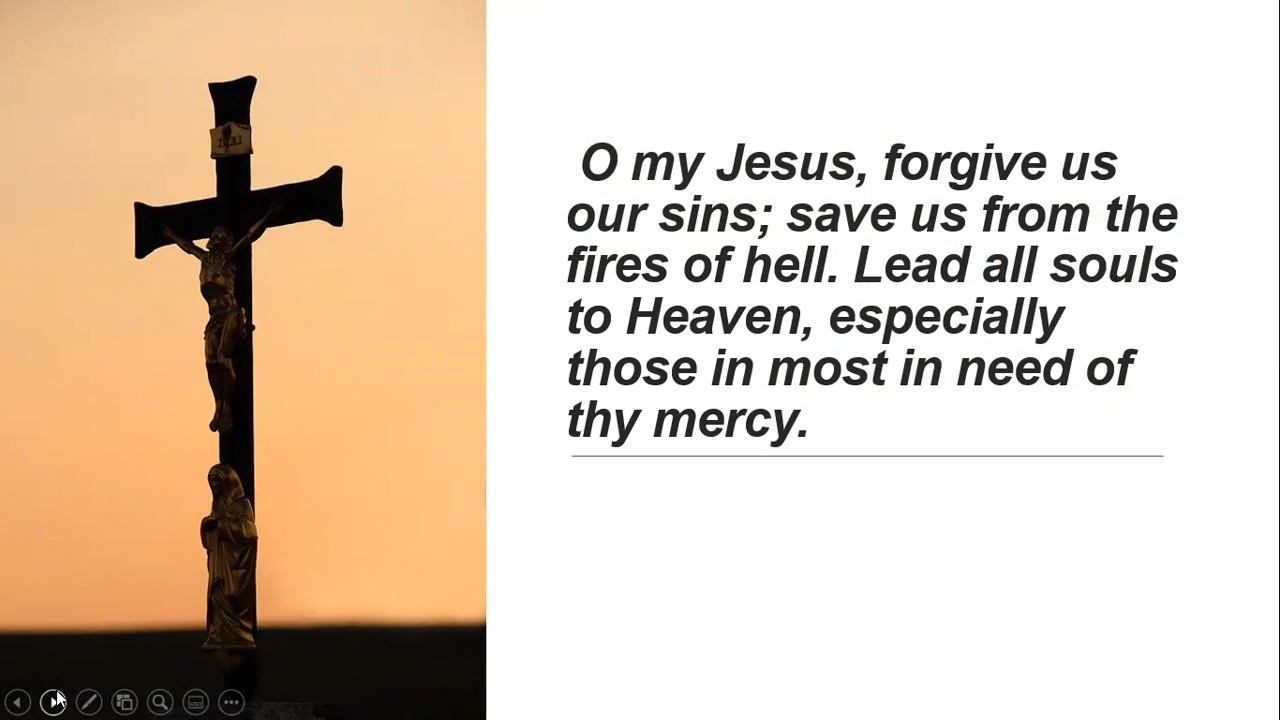 O my Jesus, forgive us
our sins; save us from the
fires of hell. Lead all souls
to Heaven, especially
those in most in need of
thy mercy.